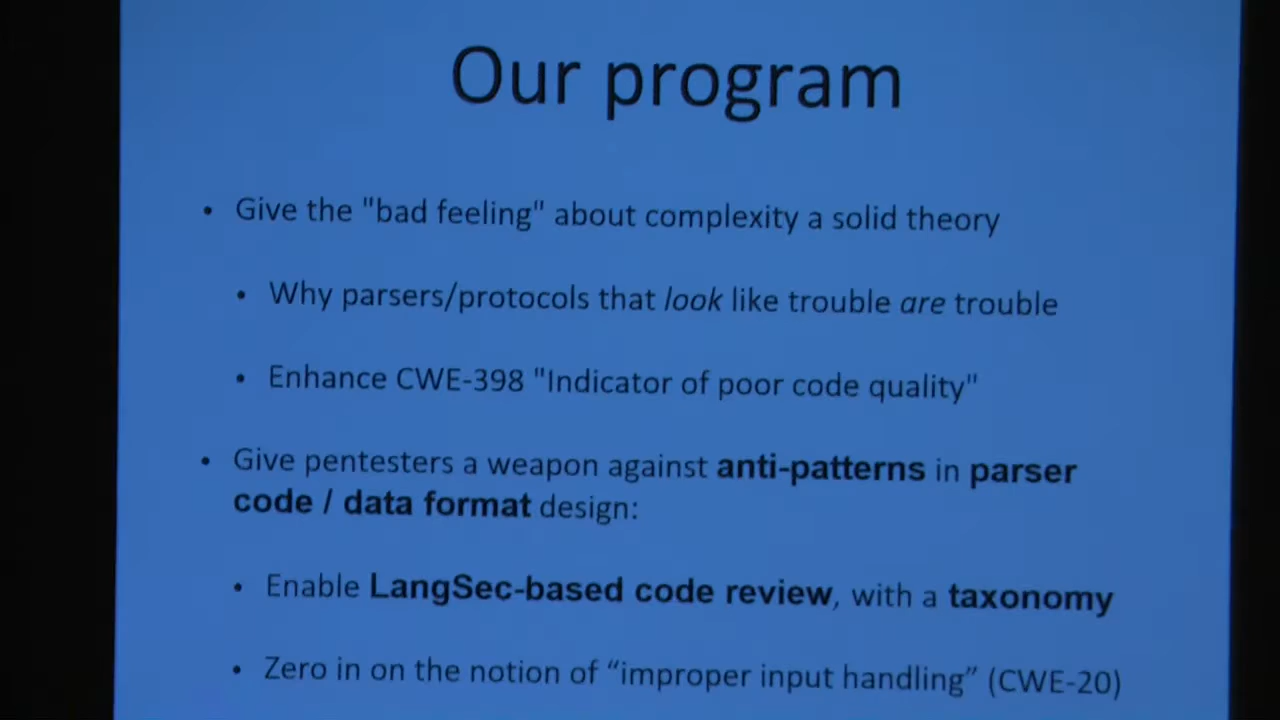 Our program
• Give the "bad feeling" about complexity a solid theory
• Why parsers/protocols that look like trouble are trouble
• Enhance CWE-398 "Indicator of poor code quality"
• Give pentesters a weapon against anti-patterns in parser
code / data format design:
• Enable LangSec-based code review, with a taxonomy
• Zero in on the notion of “improper input handling” (CWE-20)